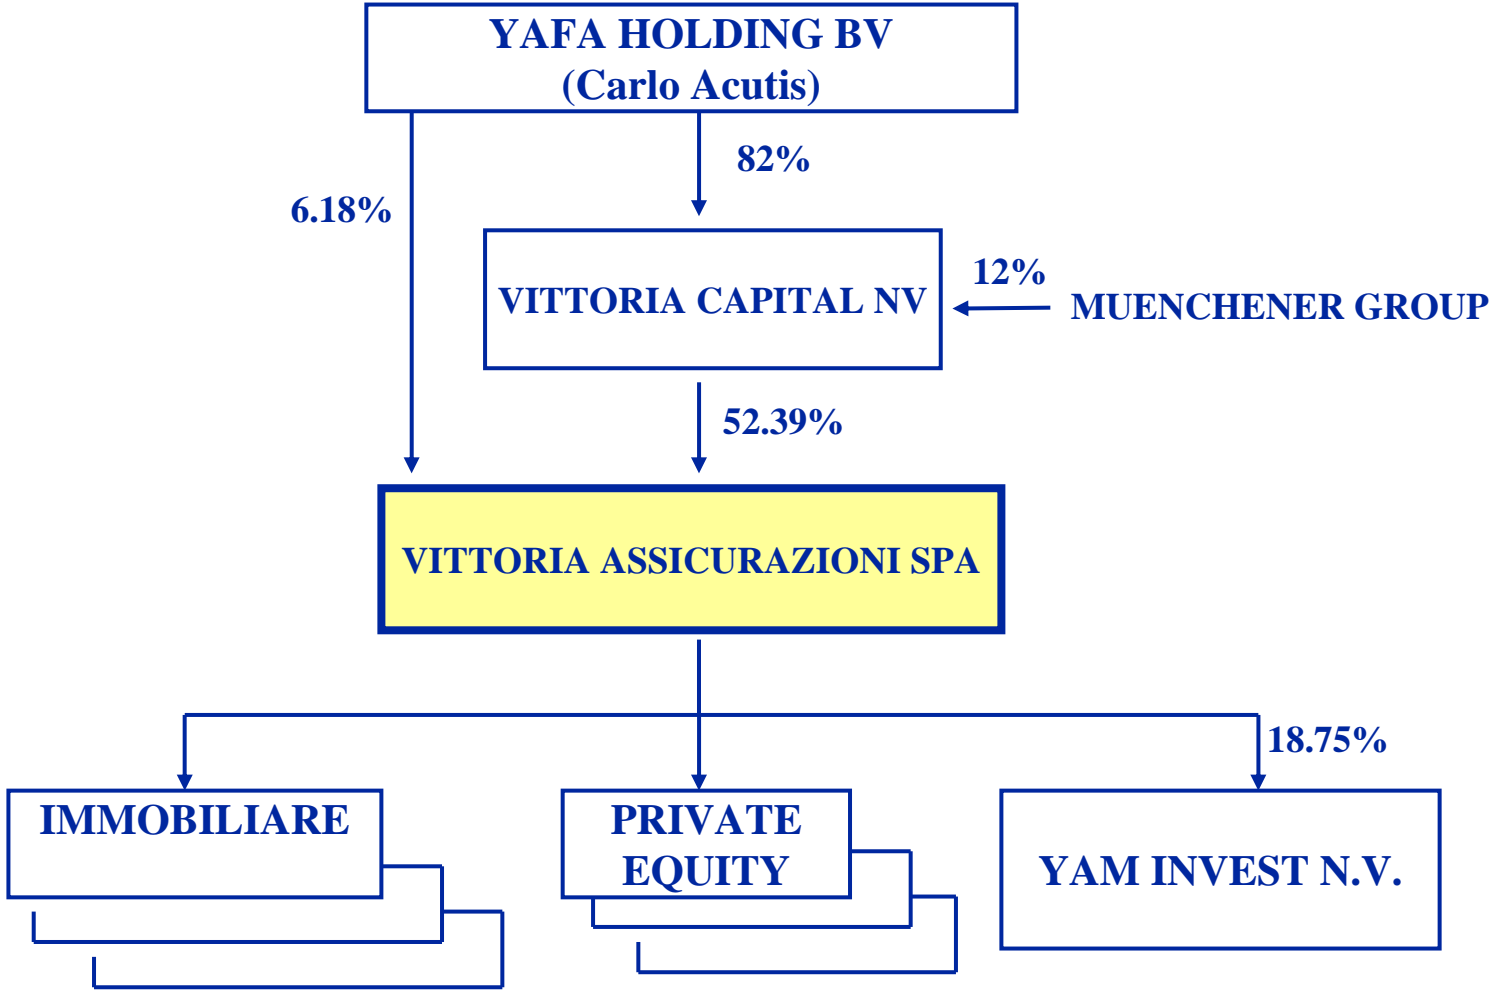 YAFA HOLDING BV
(Carlo Acutis)
82%
6.18%
12%
VITTORIA CAPITAL NV
MUENCHENER GROUP
52.39%
VITTORIA ASSICURAZIONI SPA
18.75%
IMMOBILIARE
PRIVATE
EQUITY
YAM INVEST N.V.